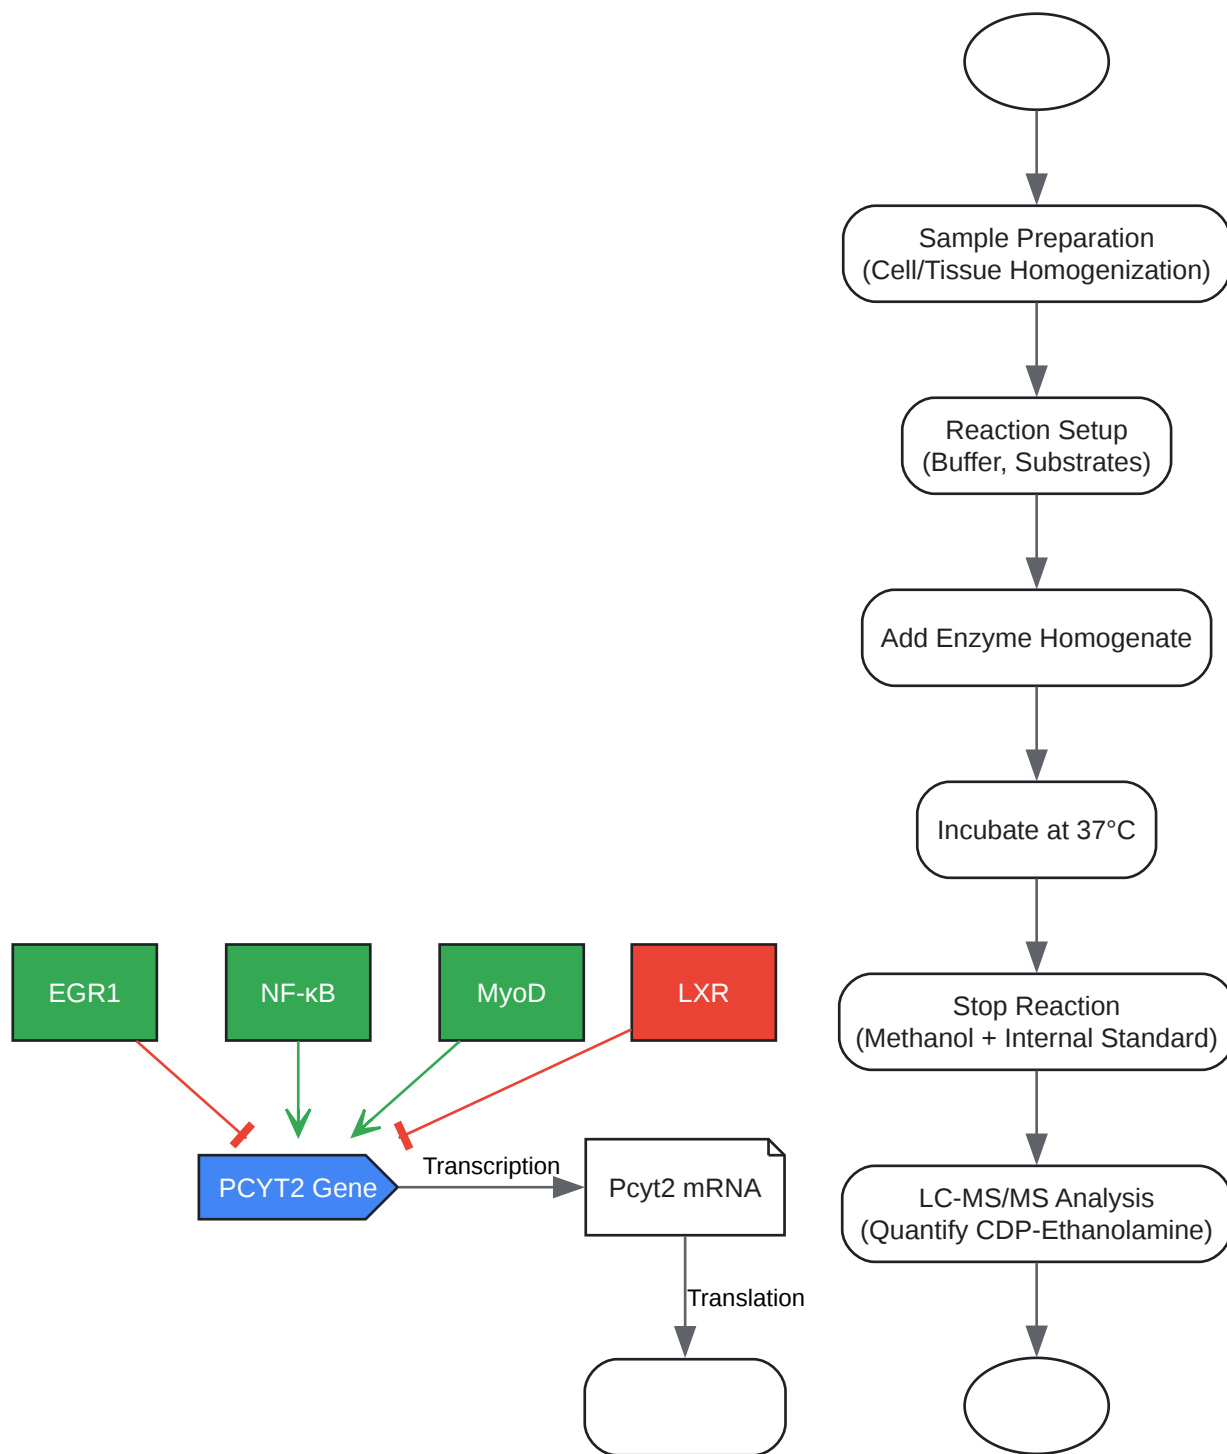 Sample Preparation
(Cell/Tissue Homogenization)
Reaction Setup
(Buffer, Substrates)
Add Enzyme Homogenate
Incubate at 37°C
EGR1
NF-κB
MyoD
LXR
Stop Reaction
(Methanol + Internal Standard)
PCYT2 Gene
Transcription
Pcyt2 mRNA
LC-MS/MS Analysis
(Quantify CDP-Ethanolamine)
Translation